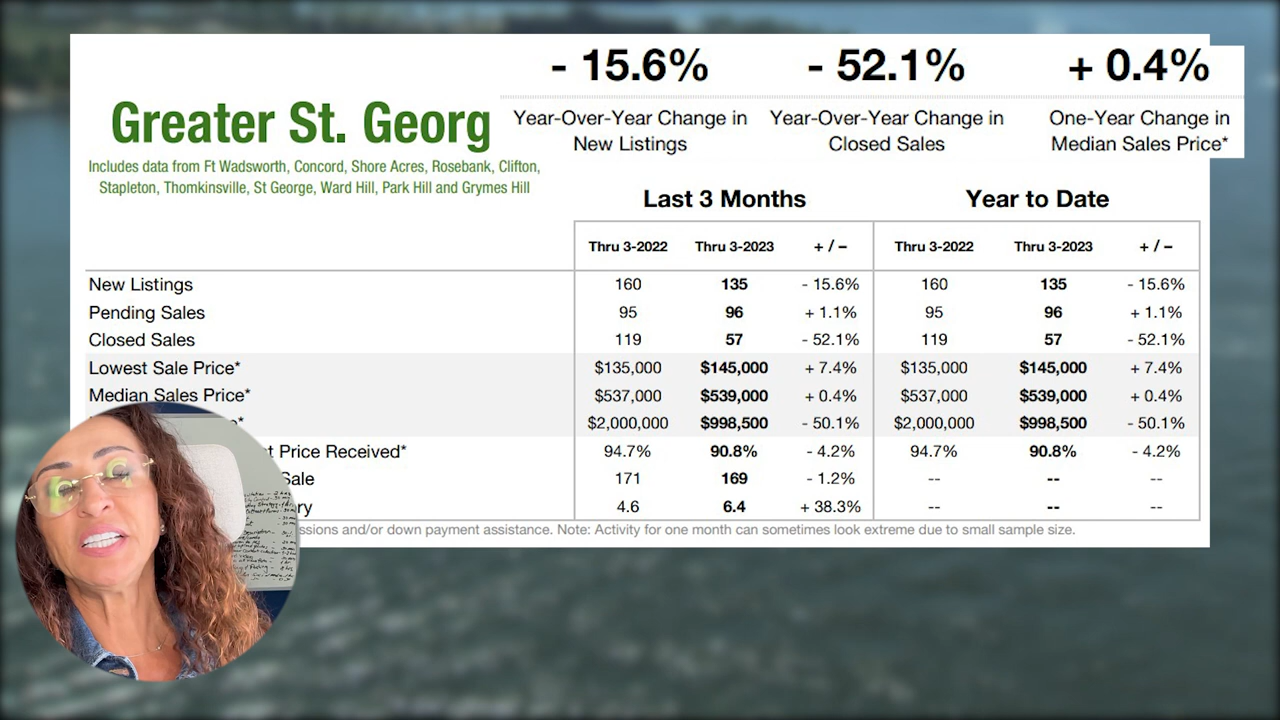 - 15.6%
- 52.1%
+ 0.4%
Year-Over-Year Change in
New Listings
Year-Over-Year Change in
Closed Sales
One-Year Change in
Median Sales Price*
Greater St. Georg
Includes data from Ft Wadsworth, Concord, Shore Acres, Rosebank, Clifton,
Stapleton, Thomkinsville, St George, Ward Hill, Park Hill and Grymes Hill
Last 3 Months Year to Date
Thru 3-2022 Thru 3-2023 + / – Thru 3-2022 Thru 3-2023 + / –
New Listings 160 135 - 15.6% 160 135 - 15.6%
Pending Sales 95 96 + 1.1% 95 96 + 1.1%
Closed Sales 119 57 - 52.1% 119 57 - 52.1%
Lowest Sale Price* $135,000 $145,000 + 7.4% $135,000 $145,000 + 7.4%
Median Sales Price* $537,000 $539,000 + 0.4% $537,000 $539,000 + 0.4%
* $2,000,000 $998,500 - 50.1% $2,000,000 $998,500 - 50.1%
t Price Received* 94.7% 90.8% - 4.2% 94.7% 90.8% - 4.2%
Sale 171 169 - 1.2% -- -- --
ry 4.6 6.4 + 38.3% -- -- --
ssions and/or down payment assistance. Note: Activity for one month can sometimes look extreme due to small sample size.